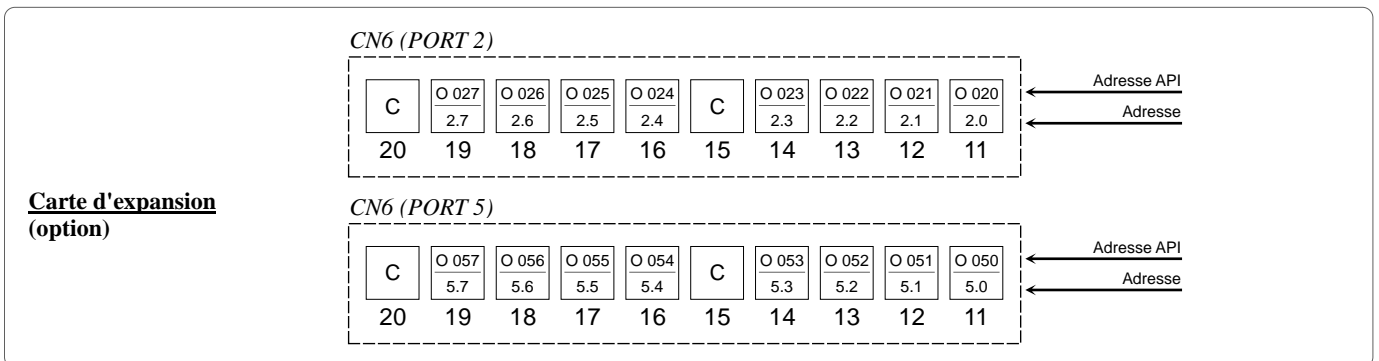 CN6 (PORT 2)
C O 027 O 026 O 025 O 024 C O 023 O 022 O 021 O 020 Adresse API
2.7 2.6 2.5 2.4 2.3 2.2 2.1 2.0 Adresse
20 19 18 17 16 15 14 13 12 11
Carte d'expansion
(option)
CN6 (PORT 5)
C O 057 O 056 O 055 O 054 C O 053 O 052 O 051 O 050 Adresse API
5.7 5.6 5.5 5.4 5.3 5.2 5.1 5.0 Adresse
20 19 18 17 16 15 14 13 12 11